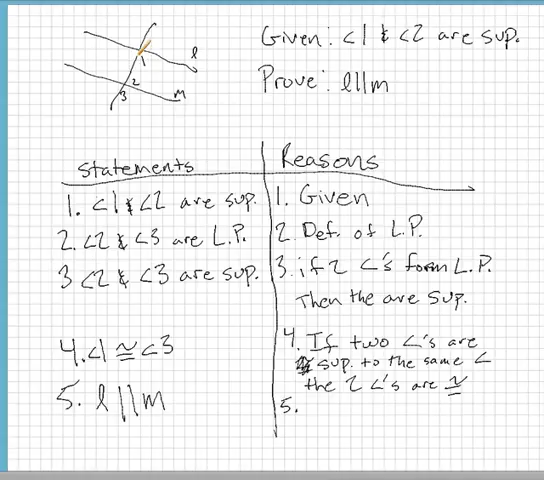 Given: <1 & <2 are sup.
Prove: l||m
l
1
2
3
m
Statements
Reasons
1. <1 & <2 are sup.
1. Given
2. <2 & <3 are L.P.
2. Def. of L.P.
3 <2 & <3 are sup.
3. if 2 <'s form L.P.
Then the are sup.
4. <1 ≅ <3
4. If two <'s are
sup. to the same <
the 2 <'s are ≅
5. l||m
5.